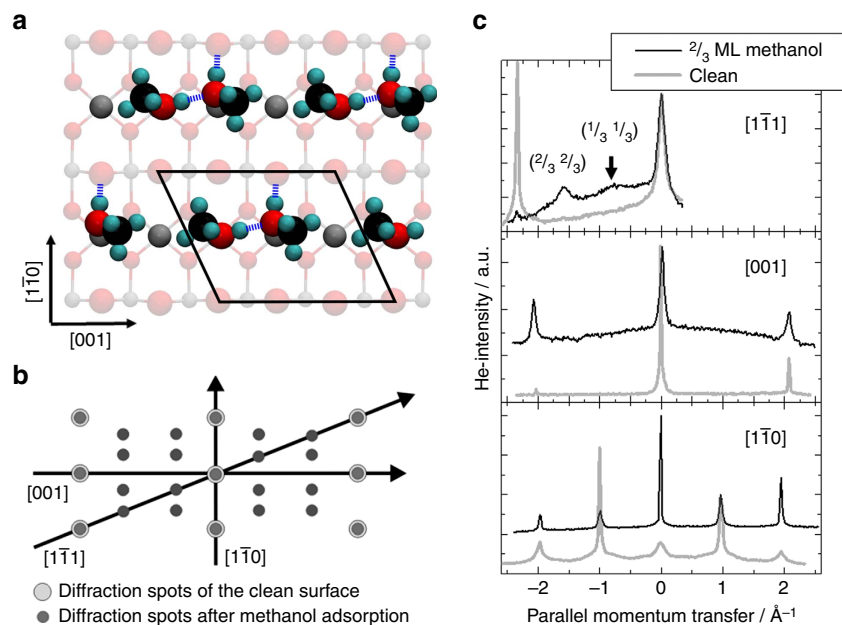 a
[11̅0]
[001]
b
[001]
[11̅1]
[11̅0]
Diffraction spots of the clean surface
Diffraction spots after methanol adsorption
c
2/3 ML methanol
Clean
[11̅1]
(1/3 1/3)
(2/3 2/3)
[001]
He-intensity / a.u.
[11̅0]
−2 −1 0 1 2
Parallel momentum transfer / Å⁻¹